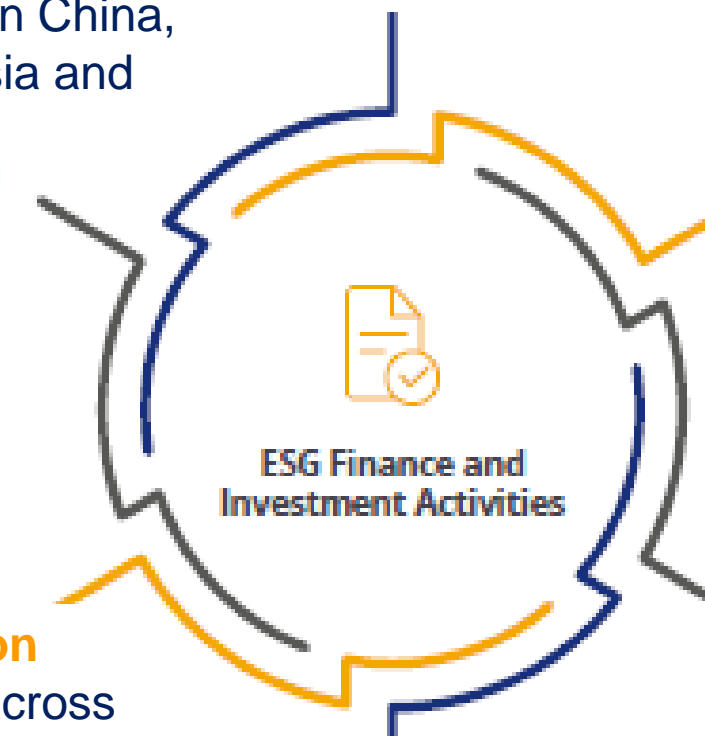 n China,
sia and
ESG Finance and
Investment Activities
on
cross